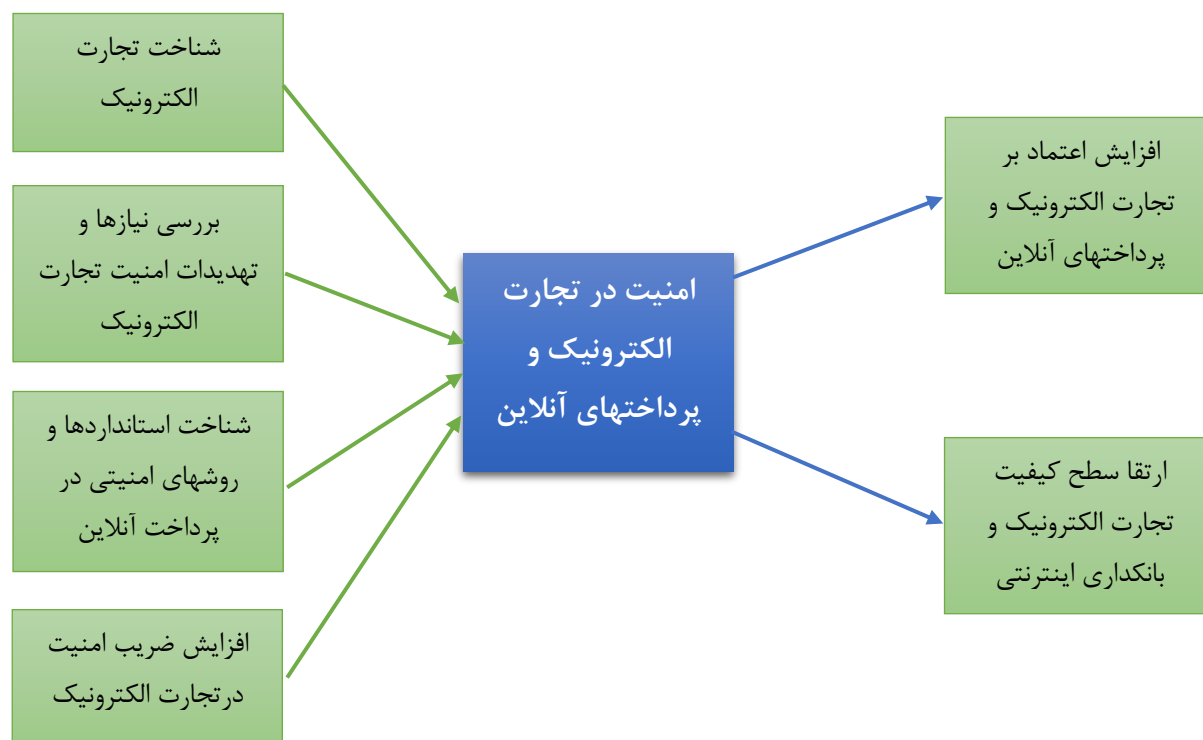 شناخت تجارت
الکترونیک
بررسی نیازها و
تهدیدات امنیت تجارت
الکترونیک
شناخت استانداردها و
روشهای امنیتی در
پرداخت آنلاین
افزایش ضریب امنیت
درتجارت الکترونیک
امنیت در تجارت
الکترونیک و
پرداختهای آنلاین
افزایش اعتماد بر
تجارت الکترونیک و
پرداختهای آنلاین
ارتقا سطح کیفیت
تجارت الکترونیک و
بانکداری اینترنتی